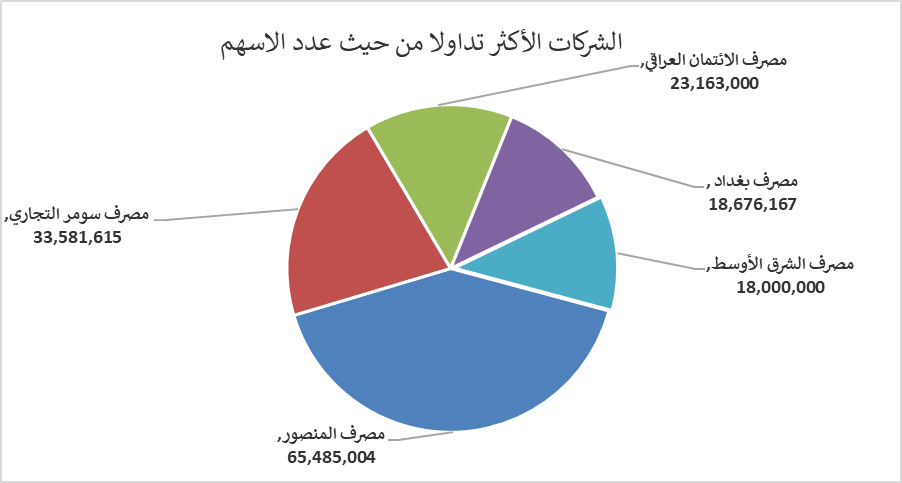 الشركات الأكثر تداولا من حيث عدد الاسهم
مصرف الائتمان العراقي,
23,163,000
مصرف بغداد ,
18,676,167
مصرف سومر التجاري,
33,581,615
مصرف الشرق الأوسط,
18,000,000
مصرف المنصور,
65,485,004